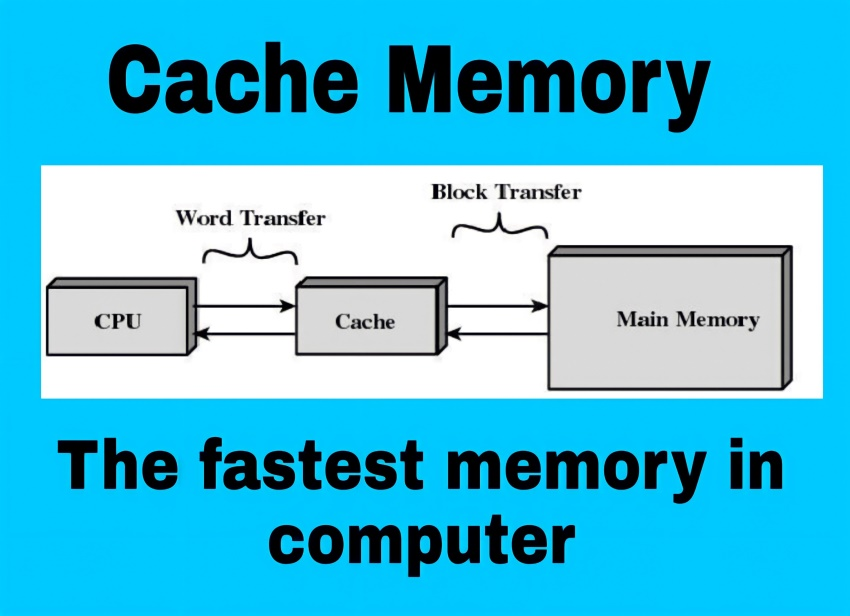 Cache Memory
Block Transfer
Word Transfer
CPU
Cache
Main Memory
The fastest memory in
computer